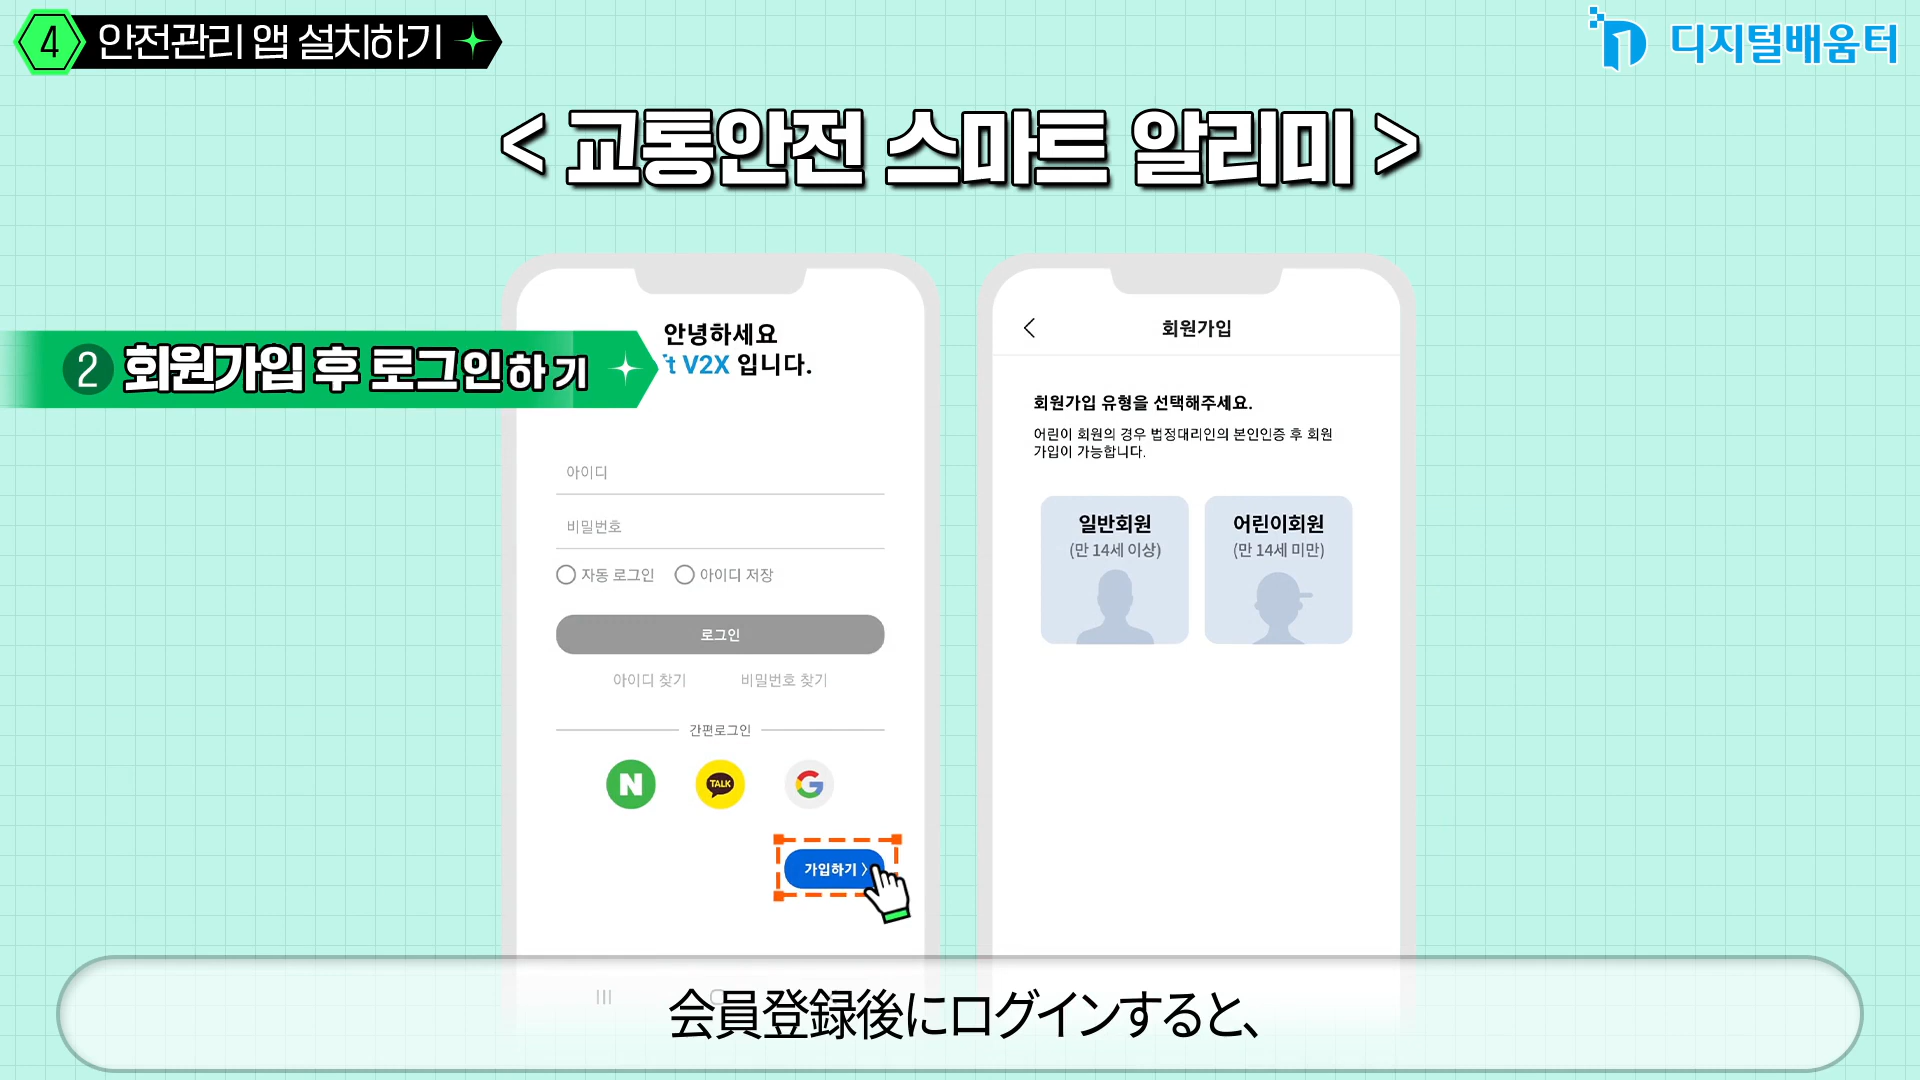 4 안전관리 앱 설치하기
디지털배움터
< 교통안전 스마트 알리미 >
2 회원가입 후 로그인하기
안녕하세요
t V2X 입니다.
아이디
비밀번호
자동 로그인 아이디 저장
로그인
아이디 찾기 비밀번호 찾기
간편로그인
N TALK G
가입하기 >
회원가입
회원가입 유형을 선택해주세요.
어린이 회원의 경우 법정대리인의 본인인증 후 회원
가입이 가능합니다.
일반회원
(만 14세 이상)
어린이회원
(만 14세 미만)
会員登録後にログインすると、